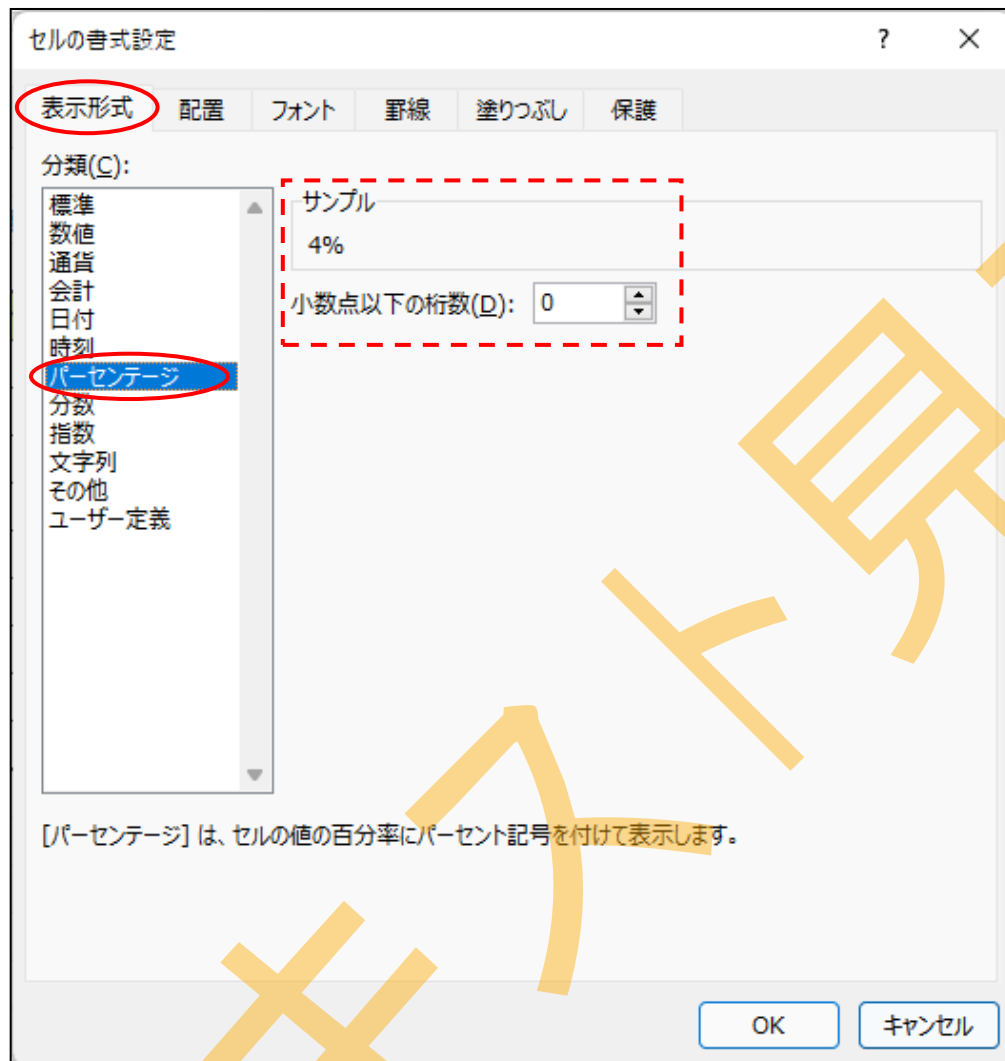 セルの書式設定
表示形式 配置 フォント 罫線 塗りつぶし 保護
分類(C):
標準
数値
通貨
会計
日付
時刻
パーセンテージ
分数
指数
文字列
その他
ユーザー定義
サンプル
4%
小数点以下の桁数(D): 0
[パーセンテージ] は、セルの値の百分率にパーセント記号を付けて表示します。
OK キャンセル
キスト見